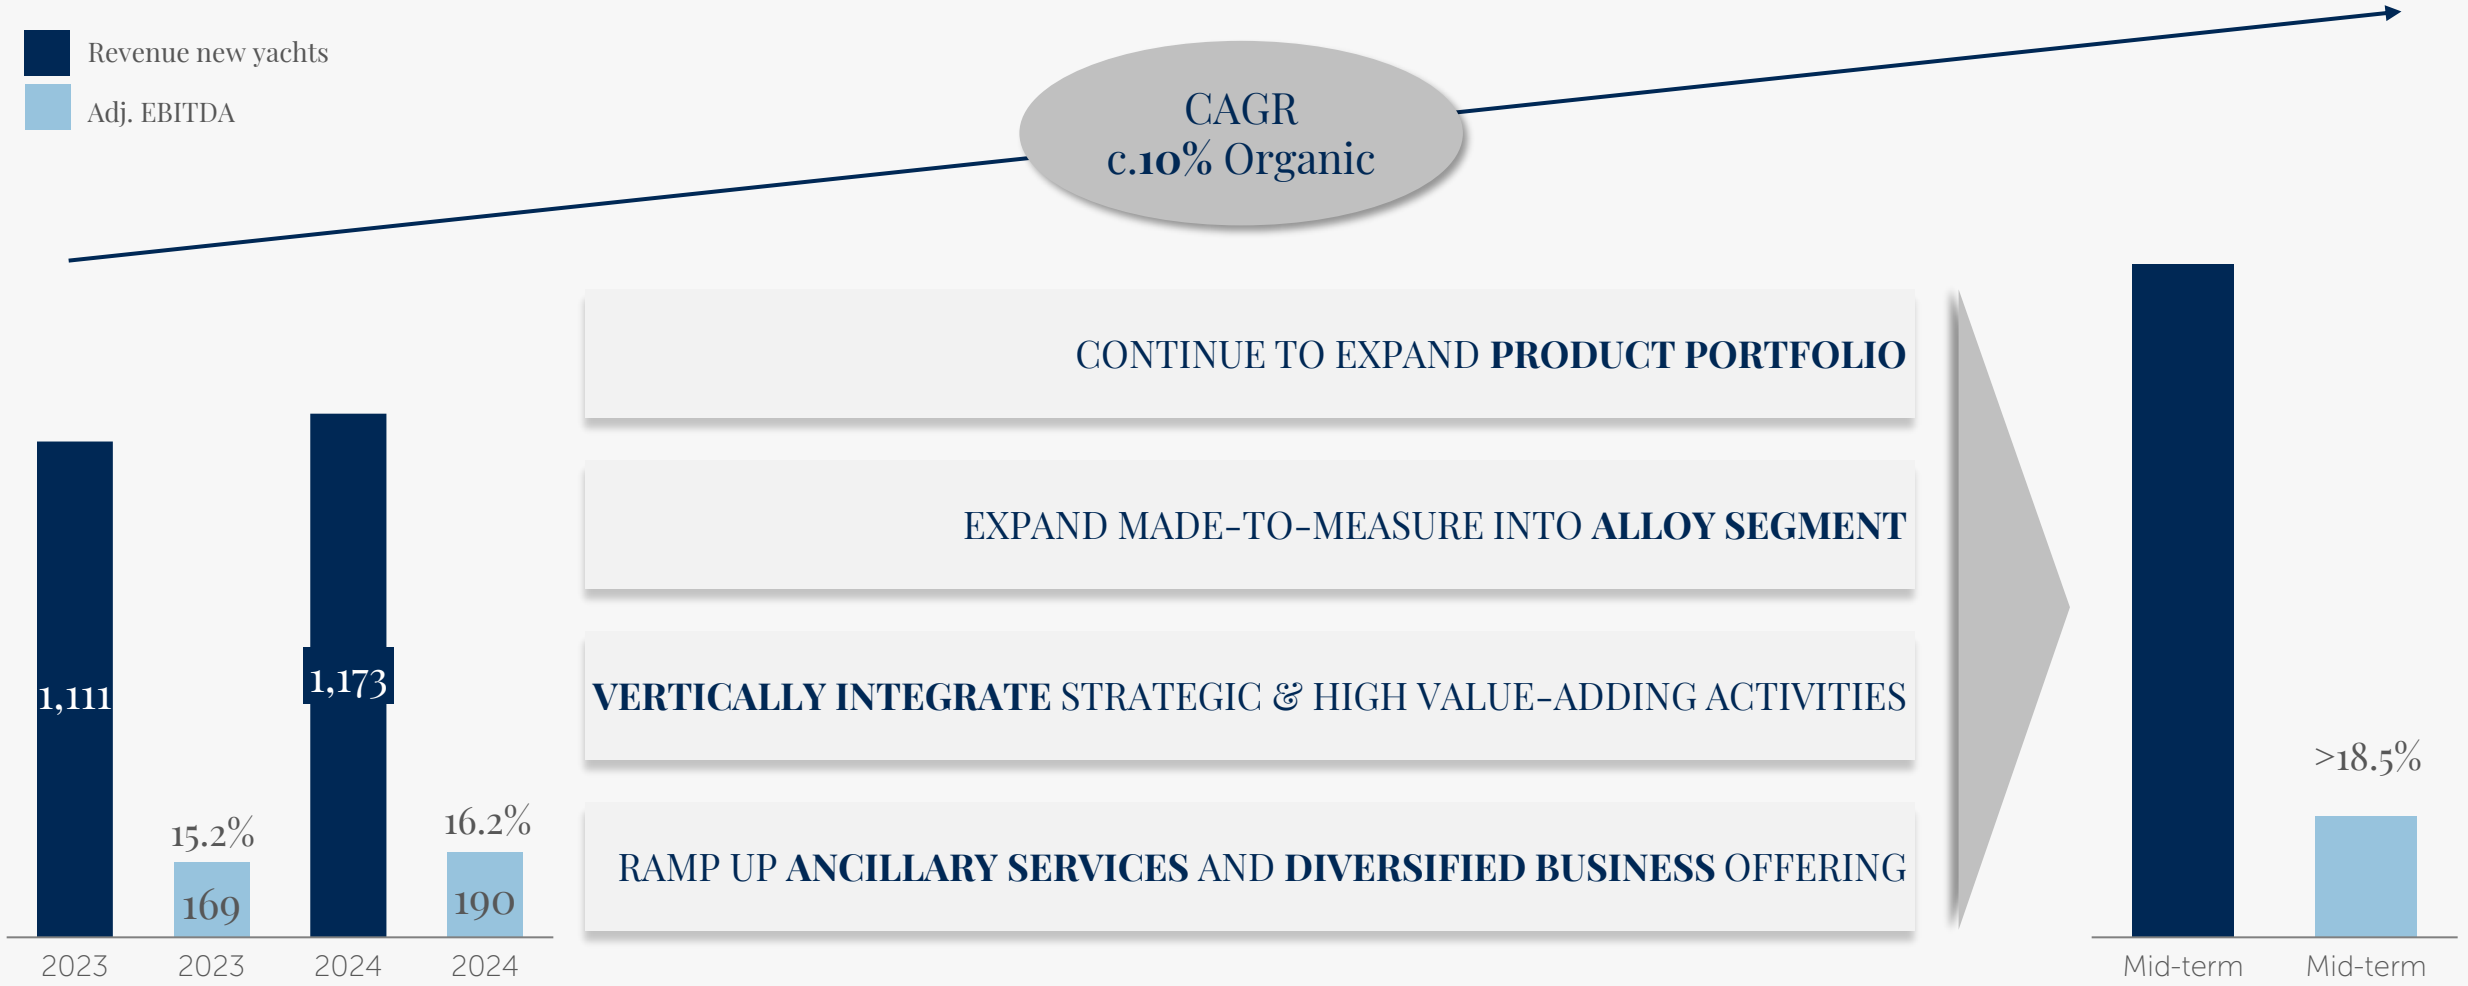 Revenue new yachts
Adj. EBITDA
CAGR
c.10% Organic
CONTINUE TO EXPAND PRODUCT PORTFOLIO
EXPAND MADE-TO-MEASURE INTO ALLOY SEGMENT
VERTICALLY INTEGRATE STRATEGIC & HIGH VALUE-ADDING ACTIVITIES
RAMP UP ANCILLARY SERVICES AND DIVERSIFIED BUSINESS OFFERING
1,111
15.2%
169
1,173
16.2%
190
>18.5%
2023
2023
2024
2024
Mid-term
Mid-term